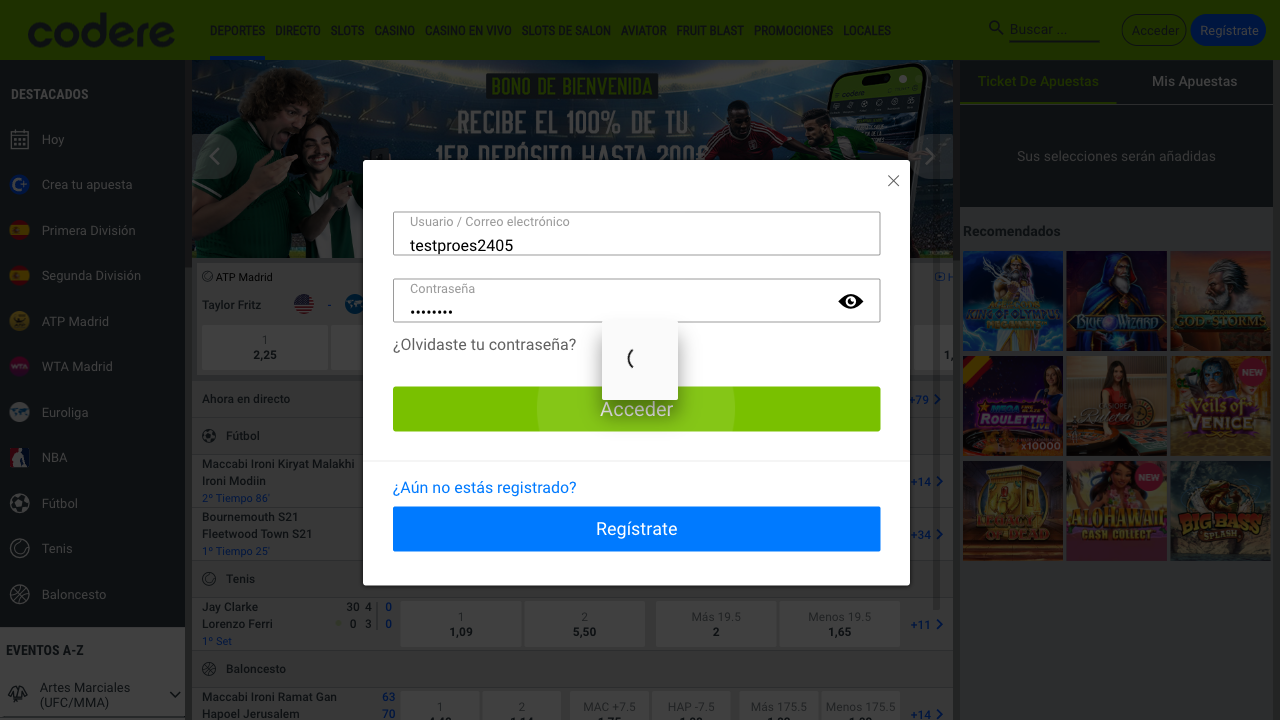 codere
DEPORTES DIRECTO SLOTS CASINO CASINO EN VIVO SLOTS DE SALON AVIATOR FRUIT BLAST PROMOCIONES LOCALES
Buscar ...
Acceder
Regístrate
DESTACADOS
Hoy
Crea tu apuesta
Primera División
Segunda División
ATP Madrid
WTA Madrid
Euroliga
NBA
Fútbol
Tenis
Baloncesto
EVENTOS A-Z
Artes Marciales
(UFC/MMA)
BONO DE BIENVENIDA
RECIBE EL 100% DE TU
1ER DEPÓSITO HASTA 200€
codere
ATP Madrid
H
Taylor Fritz -
1
2,25
1,
Ahora en directo
+79
Fútbol
Maccabi Ironi Kiryat Malakhi
Ironi Modiin
2º Tiempo 86'
+14
Bournemouth S21
Fleetwood Town S21
1º Tiempo 25'
+34
Tenis
Jay Clarke 30 4 0
Lorenzo Ferri 0 3 0
1º Set
1
1,09
2
5,50
Más 19.5
2
Menos 19.5
1,65
+11
Baloncesto
Maccabi Ironi Ramat Gan 63
Hapoel Jerusalem 70
1
2
MAC +7.5
HAP -7.5
Más 175.5
Menos 175.5
+14
Usuario / Correo electrónico
testproes2405
Contraseña
••••••••
¿Olvidaste tu contraseña?
Acceder
¿Aún no estás registrado?
Regístrate
Ticket De Apuestas
Mis Apuestas
Sus selecciones serán añadidas
Recomendados
KING OF OLYMPUS
BLUE WIZARD
GOD OF STORMS
MEGA
ROULETTE
LIVE
x10000
NEW
VEILS OF
VENICE
LEGACY
OF DEAD
NEW
ALOHAWAII
CASH COLLECT
BIG BASS
SPLASH